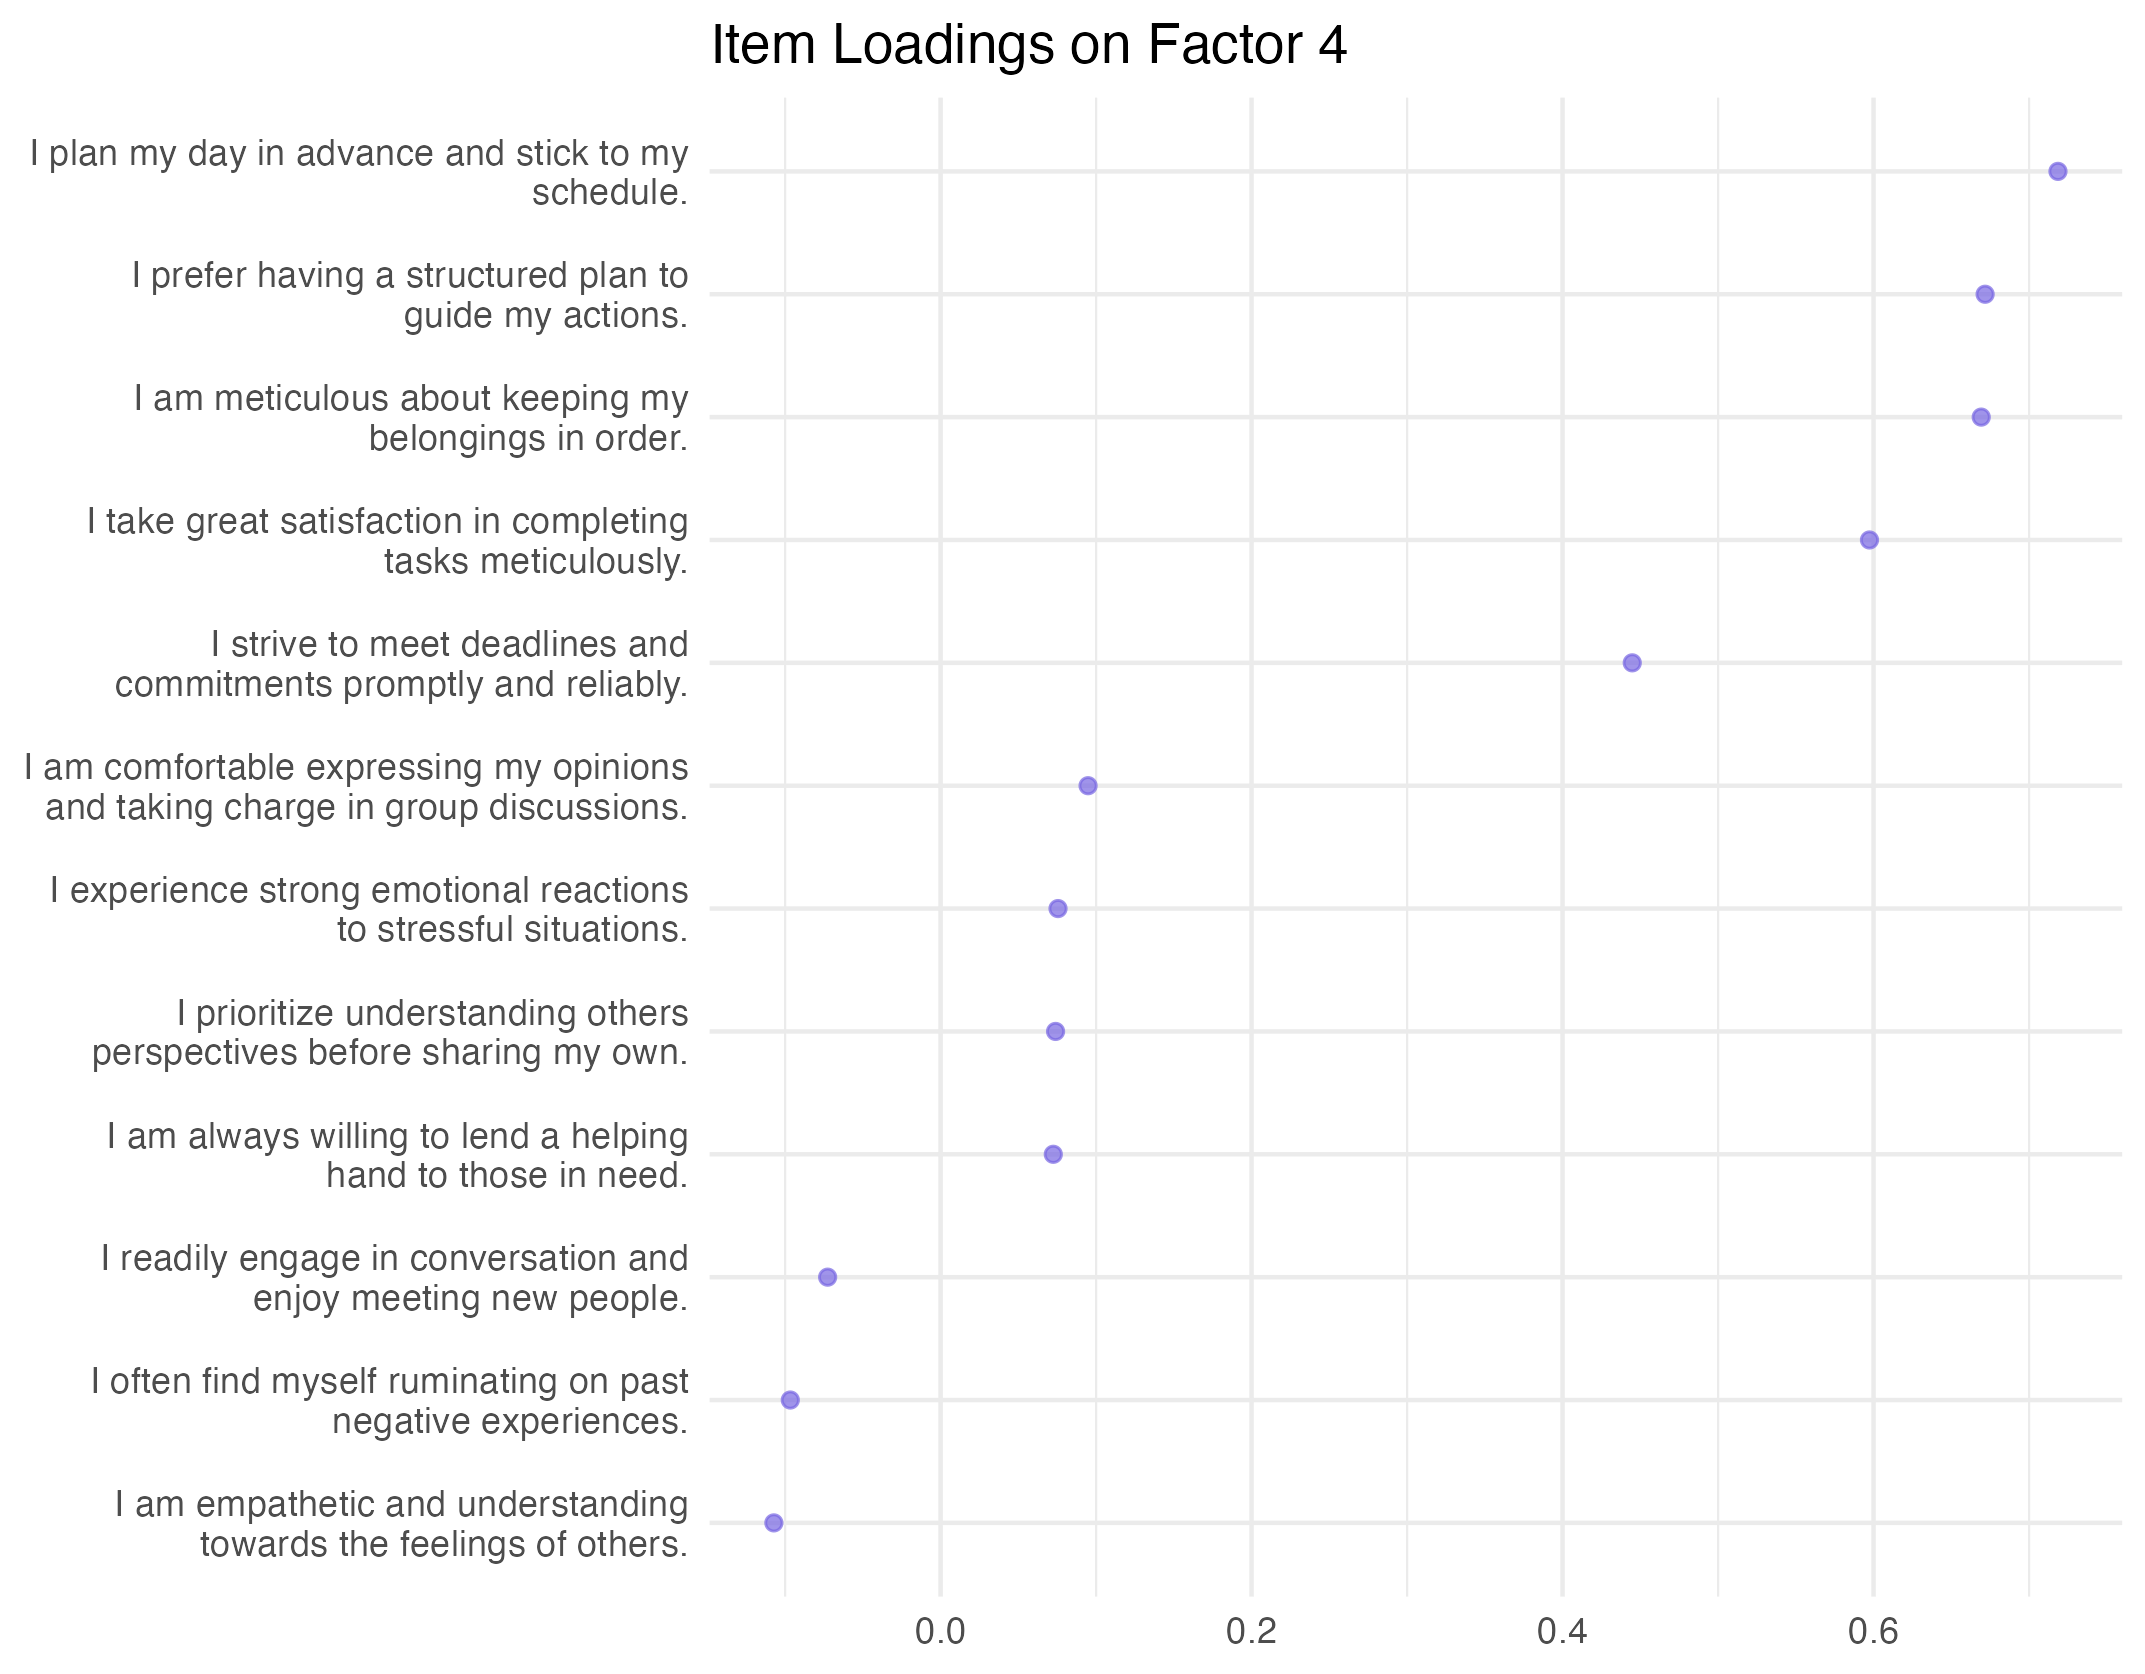 Item Loadings on Factor 4
I plan my day in advance and stick to my
schedule.
I prefer having a structured plan to
guide my actions.
I am meticulous about keeping my
belongings in order.
I take great satisfaction in completing
tasks meticulously.
I strive to meet deadlines and
commitments promptly and reliably.
I am comfortable expressing my opinions
and taking charge in group discussions.
I experience strong emotional reactions
to stressful situations.
I prioritize understanding others
perspectives before sharing my own.
I am always willing to lend a helping
hand to those in need.
I readily engage in conversation and
enjoy meeting new people.
I often find myself ruminating on past
negative experiences.
I am empathetic and understanding
towards the feelings of others.
0.0 0.2 0.4 0.6